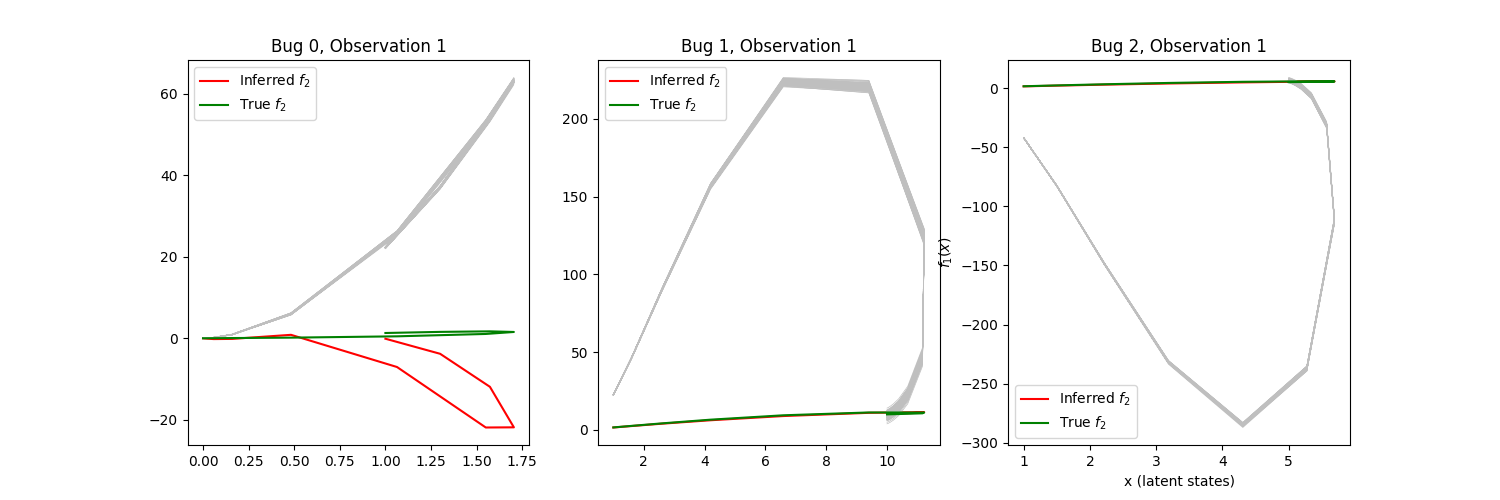 Bug 0, Observation 1
Inferred f₂
True f₂
60
40
20
0
−20
0.00 0.25 0.50 0.75 1.00 1.25 1.50 1.75
Bug 1, Observation 1
Inferred f₂
True f₂
200
150
100
50
0
2 4 6 8 10
Bug 2, Observation 1
f₁(x)
0
−50
−100
−150
−200
−250
−300
Inferred f₂
True f₂
1 2 3 4 5
x (latent states)